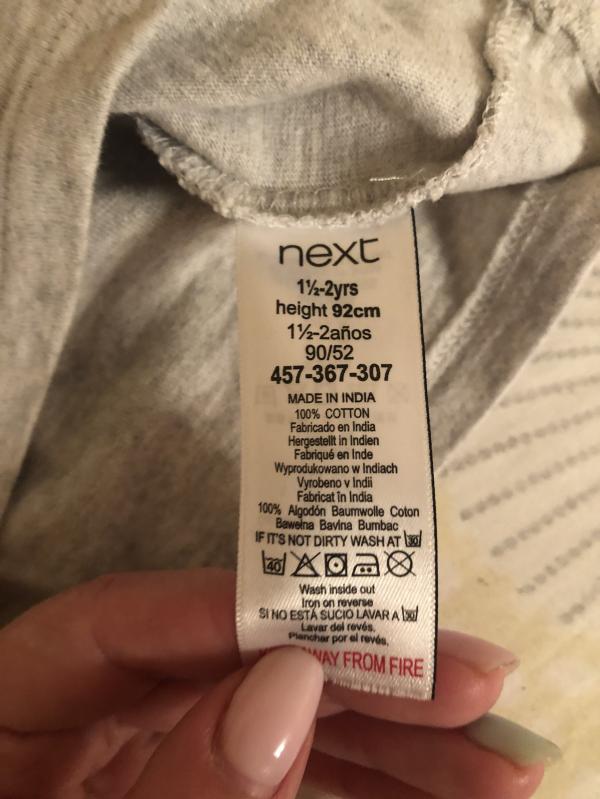 next
1½-2yrs
height 92cm
1½-2años
90/52
457-367-307
MADE IN INDIA
100% COTTON
Fabricado en India
Hergestellt in Indien
Fabriqué en Inde
Wyprodukowano w Indiach
Vyrobeno v Indii
Fabricat în India
100% Algodón Baumwolle Coton
Bawełna Bavlna Bumbac
IF IT'S NOT DIRTY WASH AT 30
40
Wash inside out
Iron on reverse
SI NO ESTÁ SUCIO LAVAR A 30
Lavar del revés.
Planchar por el revés.
AWAY FROM FIRE